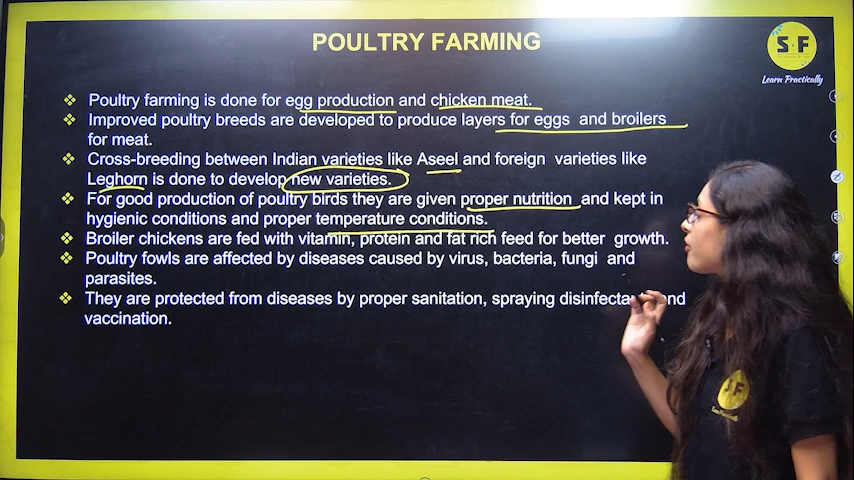 POULTRY FARMING
S F
Learn Practically
❖ Poultry farming is done for egg production and chicken meat.
❖ Improved poultry breeds are developed to produce layers for eggs and broilers
for meat.
❖ Cross-breeding between Indian varieties like Aseel and foreign varieties like
Leghorn is done to develop new varieties.
❖ For good production of poultry birds they are given proper nutrition and kept in
hygienic conditions and proper temperature conditions.
❖ Broiler chickens are fed with vitamin, protein and fat rich feed for better growth.
❖ Poultry fowls are affected by diseases caused by virus, bacteria, fungi and
parasites.
❖ They are protected from diseases by proper sanitation, spraying and
vaccination.
S.F